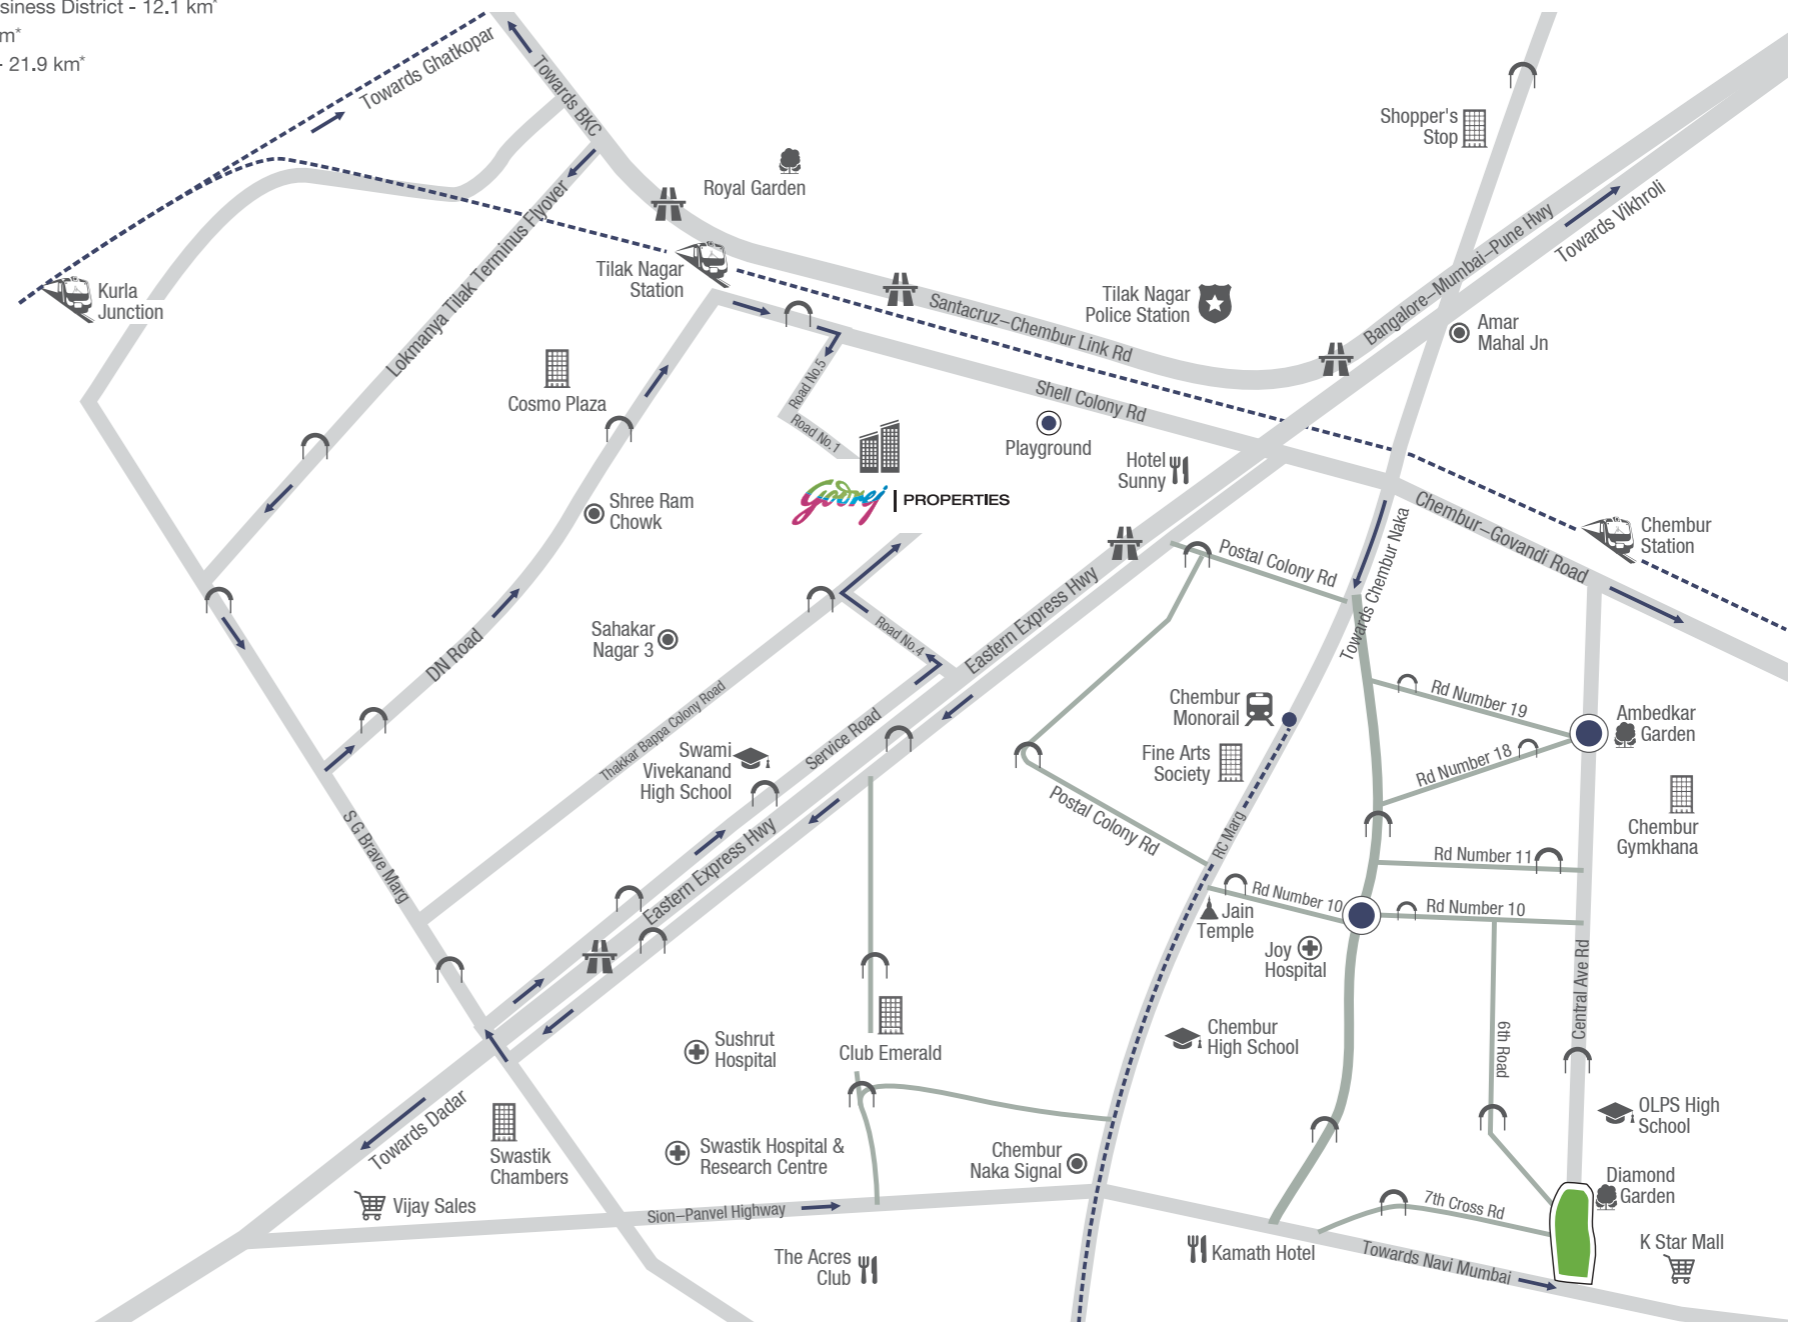 siness District - 12.1 km*
m*
- 21.9 km*
Towards Ghatkopar
Towards BKC
Shopper's
Stop
Royal Garden
Lokmanya Tilak Terminus Flyover
Bangalore–Mumbai–Pune Hwy
Towards Vikhroli
Kurla
Junction
Tilak Nagar
Station
Santacruz–Chembur Link Rd
Tilak Nagar
Police Station
Amar
Mahal Jn
Cosmo Plaza
Road No.5
Road No.1
Shell Colony Rd
Playground
Hotel
Sunny
Godrej | PROPERTIES
Shree Ram
Chowk
Chembur–Govandi Road
Chembur
Station
Towards Chembur Naka
Postal Colony Rd
Eastern Express Hwy
Sahakar
Nagar 3
Road No.4
DN Road
Thakkar Bappa Colony Road
Service Road
Swami
Vivekanand
High School
Chembur
Monorail
Fine Arts
Society
Rd Number 19
Rd Number 18
Ambedkar
Garden
Chembur
Gymkhana
Postal Colony Rd
RC Marg
S G Brave Marg
Eastern Express Hwy
Rd Number 11
Rd Number 10
Rd Number 10
Jain
Temple
Joy
Hospital
Central Ave Rd
6th Road
Sushrut
Hospital
Club Emerald
Chembur
High School
OLPS High
School
Towards Dadar
Swastik
Chambers
Swastik Hospital &
Research Centre
Chembur
Naka Signal
Diamond
Garden
Vijay Sales
Sion–Panvel Highway
7th Cross Rd
The Acres
Club
Kamath Hotel
Towards Navi Mumbai
K Star Mall